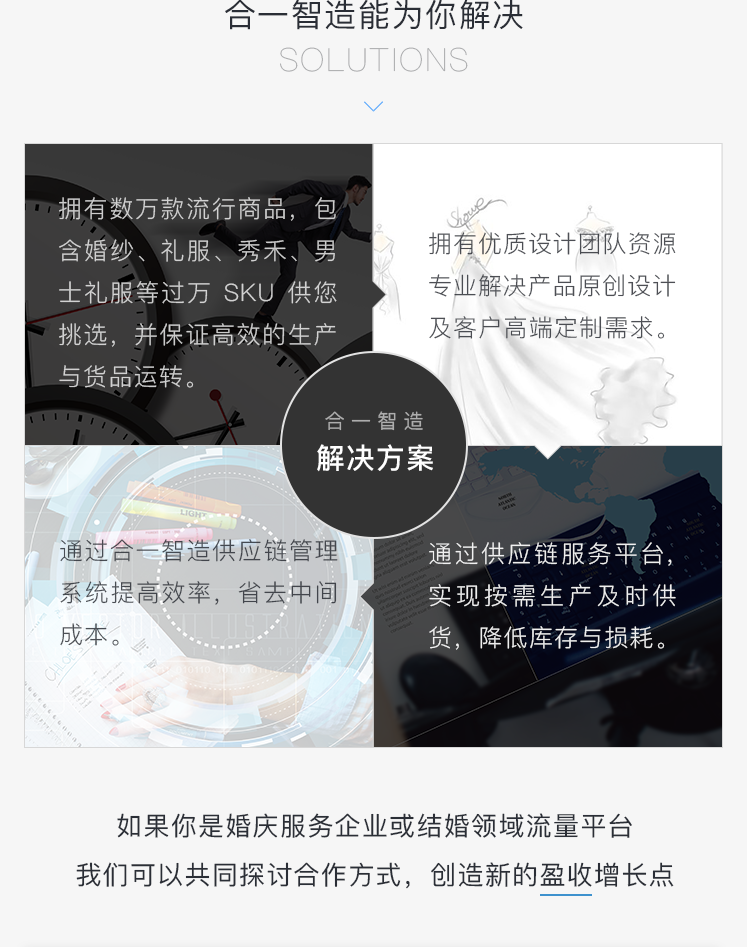 合一智造能为你解决
SOLUTIONS
拥有数万款流行商品，包
含婚纱、礼服、秀禾、男
士礼服等过万 SKU 供您
挑选，并保证高效的生产
与货品运转。
Showe
拥有优质设计团队资源
专业解决产品原创设计
及客户高端定制需求。
合一智造
解决方案
LIGHT
通过合一智造供应链管理
系统提高效率，省去中间
成本。
NORTH
ATLANTIC
OCEAN
通过供应链服务平台，
实现按需生产及时供
货，降低库存与损耗。
如果你是婚庆服务企业或结婚领域流量平台
我们可以共同探讨合作方式，创造新的盈收增长点